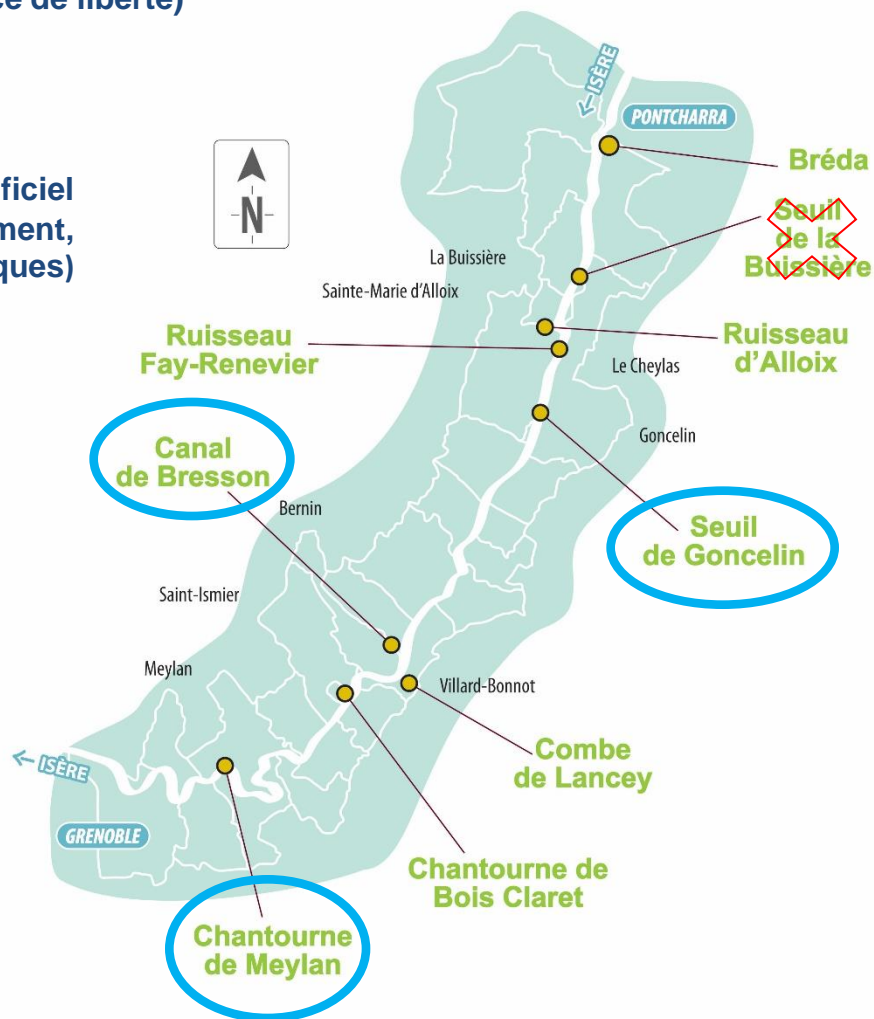 ce de liberté)
ficiel
ment,
ques)
N
← ISÈRE
PONTCHARRA
Bréda
Seuil
de la
Buissière
La Buissière
Sainte-Marie d'Alloix
Ruisseau
Fay-Renevier
Ruisseau
d'Alloix
Le Cheylas
Goncelin
Canal
de Bresson
Bernin
Seuil
de Goncelin
Saint-Ismier
Meylan
Villard-Bonnot
Combe
de Lancey
← ISÈRE
GRENOBLE
Chantourne de
Bois Claret
Chantourne
de Meylan